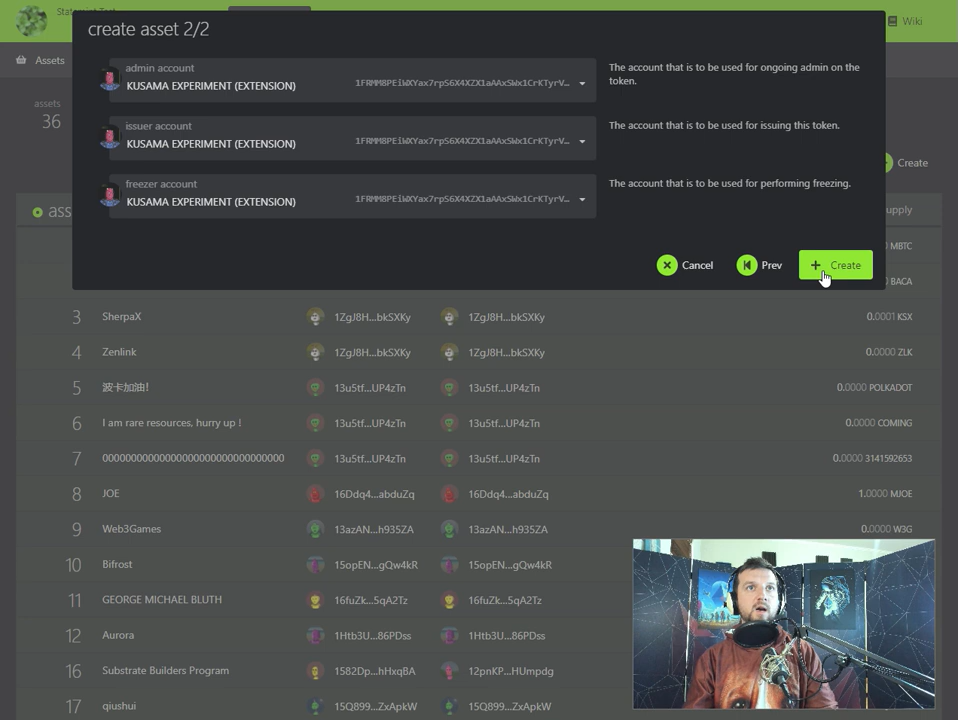 Wiki
create asset 2/2
Assets
admin account
KUSAMA EXPERIMENT (EXTENSION)
The account that is to be used for ongoing admin on the
token.
assets
36
issuer account
KUSAMA EXPERIMENT (EXTENSION)
The account that is to be used for issuing this token.
Create
freezer account
KUSAMA EXPERIMENT (EXTENSION)
The account that is to be used for performing freezing.
Cancel
Prev
Create
MBTC
BACA
3 SherpaX 1ZgJ8H...bkSXKy 1ZgJ8H...bkSXKy 0.0001 KSX
4 Zenlink 1ZgJ8H...bkSXKy 1ZgJ8H...bkSXKy 0.0000 ZLK
5 波卡加油! 13u5tf...UP4zTn 13u5tf...UP4zTn 0.0000 POLKADOT
6 I am rare resources, hurry up ! 13u5tf...UP4zTn 13u5tf...UP4zTn 0.0000 COMING
7 13u5tf...UP4zTn 13u5tf...UP4zTn 0.0000 3141592653
8 JOE 16Ddq4...abduZq 16Ddq4...abduZq 1.0000 MJOE
9 Web3Games 13azAN...h935ZA 13azAN...h935ZA 0.0000 W3G
10 Bifrost 15opEN...gQw4kR 15opEN...gQw4kR
11 GEORGE MICHAEL BLUTH 16fuZk...5qA2Tz 16fuZk...5qA2Tz
12 Aurora 1Htb3U...86PDss 1Htb3U...86PDss
16 Substrate Builders Program 1582Dp...hHxqBA 12pnKP...HUmpdg
17 qiushui 15Q899...ZxApkW 15Q899...ZxApkW